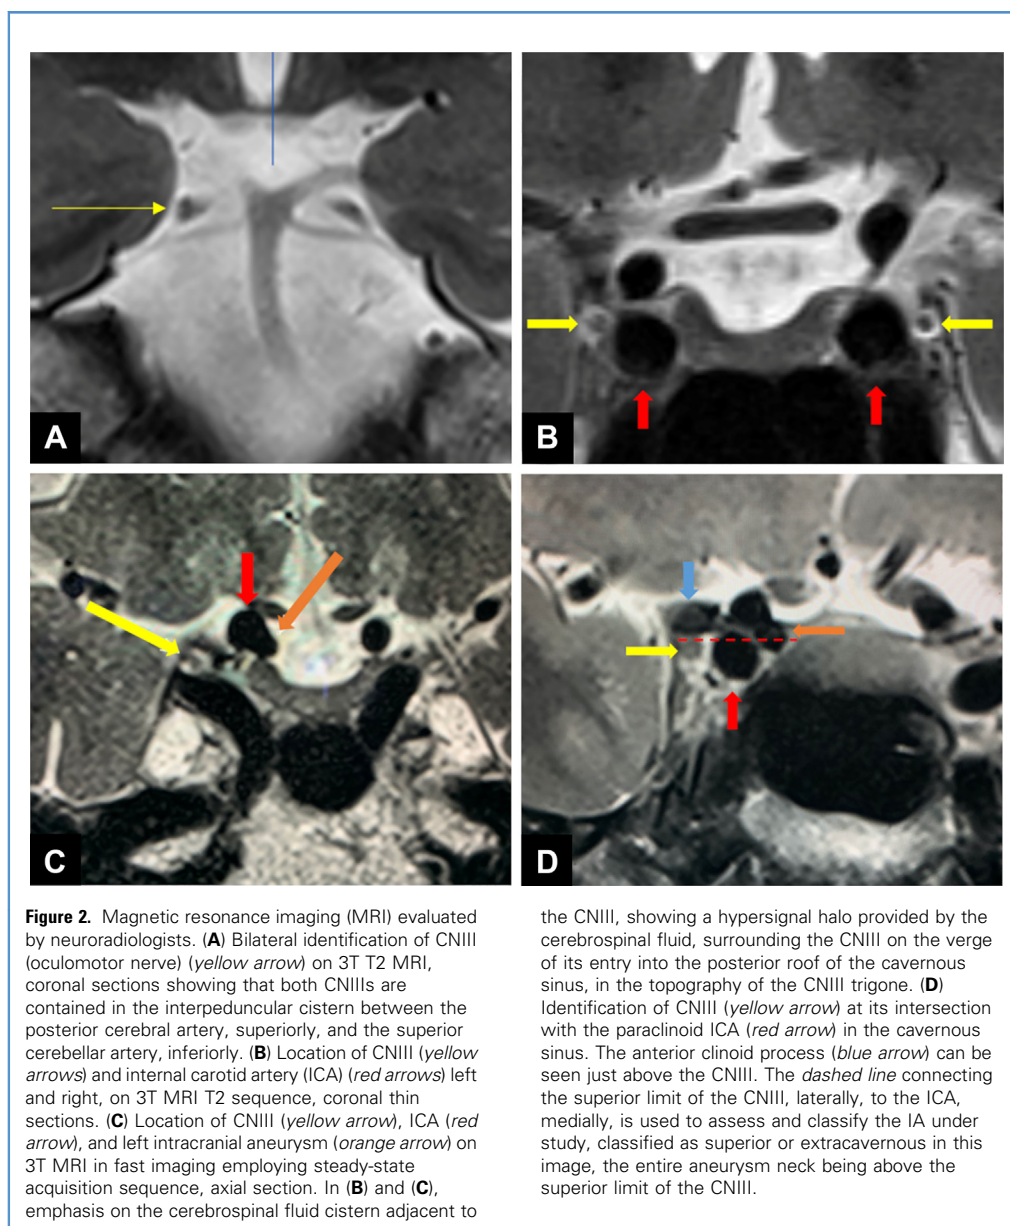 A
B
C
D
Figure 2. Magnetic resonance imaging (MRI) evaluated
by neuroradiologists. (A) Bilateral identification of CNIII
(oculomotor nerve) (yellow arrow) on 3T T2 MRI,
coronal sections showing that both CNIIIs are
contained in the interpeduncular cistern between the
posterior cerebral artery, superiorly, and the superior
cerebellar artery, inferiorly. (B) Location of CNIII (yellow
arrows) and internal carotid artery (ICA) (red arrows) left
and right, on 3T MRI T2 sequence, coronal thin
sections. (C) Location of CNIII (yellow arrow), ICA (red
arrow), and left intracranial aneurysm (orange arrow) on
3T MRI in fast imaging employing steady-state
acquisition sequence, axial section. In (B) and (C),
emphasis on the cerebrospinal fluid cistern adjacent to
the CNIII, showing a hypersignal halo provided by the
cerebrospinal fluid, surrounding the CNIII on the verge
of its entry into the posterior roof of the cavernous
sinus, in the topography of the CNIII trigone. (D)
Identification of CNIII (yellow arrow) at its intersection
with the paraclinoid ICA (red arrow) in the cavernous
sinus. The anterior clinoid process (blue arrow) can be
seen just above the CNIII. The dashed line connecting
the superior limit of the CNIII, laterally, to the ICA,
medially, is used to assess and classify the IA under
study, classified as superior or extracavernous in this
image, the entire aneurysm neck being above the
superior limit of the CNIII.